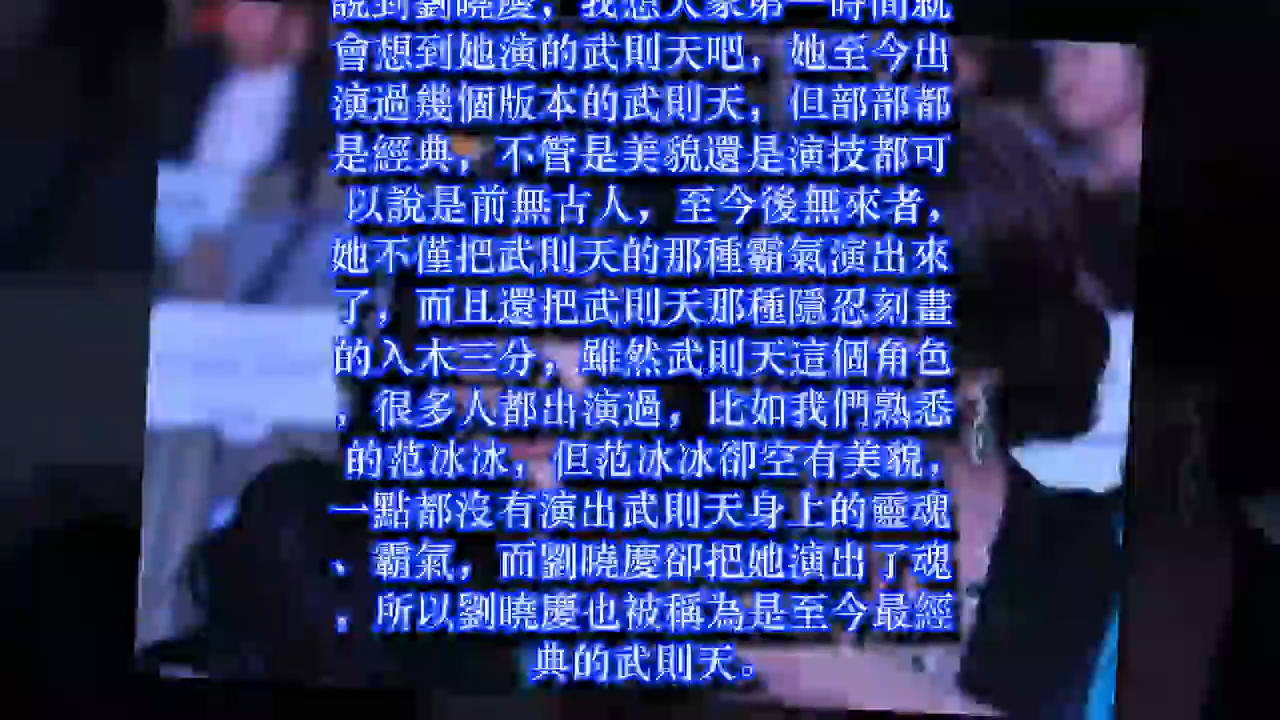 說到劉曉慶，我想大家第一時間就
會想到她演的武則天吧，她至今出
演過幾個版本的武則天，但部部都
是經典，不管是美貌還是演技都可
以說是前無古人，至今後無來者，
她不僅把武則天的那種霸氣演出來
了，而且還把武則天那種隱忍刻畫
的入木三分，雖然武則天這個角色
，很多人都出演過，比如我們熟悉
的范冰冰，但范冰冰卻空有美貌，
一點都沒有演出武則天身上的靈魂
、霸氣，而劉曉慶卻把她演出了魂
，所以劉曉慶也被稱為是至今最經
典的武則天。